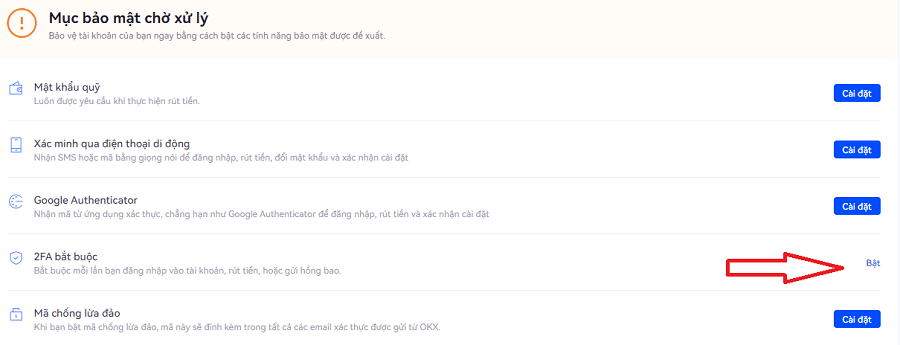 Mục bảo mật chờ xử lý
Bảo vệ tài khoản của bạn ngay bằng cách bật các tính năng bảo mật được đề xuất.
Mật khẩu quỹ
Luôn được yêu cầu khi thực hiện rút tiền.
Cài đặt
Xác minh qua điện thoại di động
Nhận SMS hoặc mã bằng giọng nói để đăng nhập, rút tiền, đổi mật khẩu và xác nhận cài đặt
Cài đặt
Google Authenticator
Nhận mã từ ứng dụng xác thực, chẳng hạn như Google Authenticator để đăng nhập, rút tiền và xác nhận cài đặt
Cài đặt
2FA bắt buộc
Bắt buộc mỗi lần bạn đăng nhập vào tài khoản, rút tiền, hoặc gửi hồng bao.
Bật
Mã chống lừa đảo
Khi bạn bật mã chống lừa đảo, mã này sẽ đính kèm trong tất cả các email xác thực được gửi từ OKX.
Cài đặt